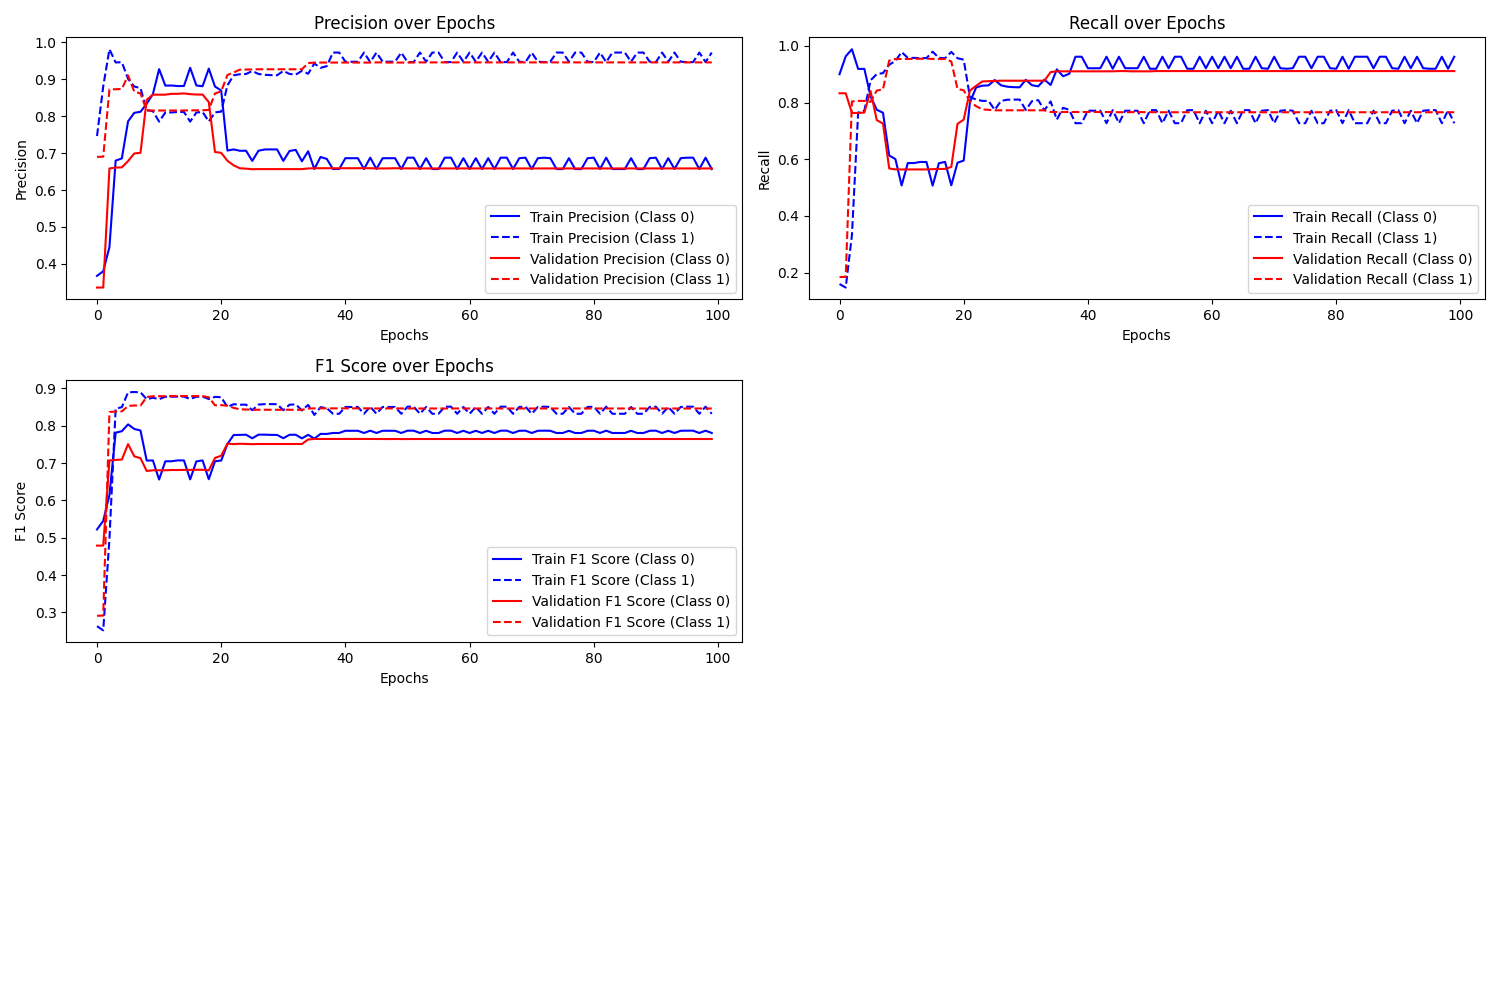 Precision over Epochs
Precision
1.0
0.9
0.8
0.7
0.6
0.5
0.4
Train Precision (Class 0)
Train Precision (Class 1)
Validation Precision (Class 0)
Validation Precision (Class 1)
0 20 40 60 80 100
Epochs
Recall over Epochs
Recall
1.0
0.8
0.6
0.4
0.2
Train Recall (Class 0)
Train Recall (Class 1)
Validation Recall (Class 0)
Validation Recall (Class 1)
0 20 40 60 80 100
Epochs
F1 Score over Epochs
F1 Score
0.9
0.8
0.7
0.6
0.5
0.4
0.3
Train F1 Score (Class 0)
Train F1 Score (Class 1)
Validation F1 Score (Class 0)
Validation F1 Score (Class 1)
0 20 40 60 80 100
Epochs